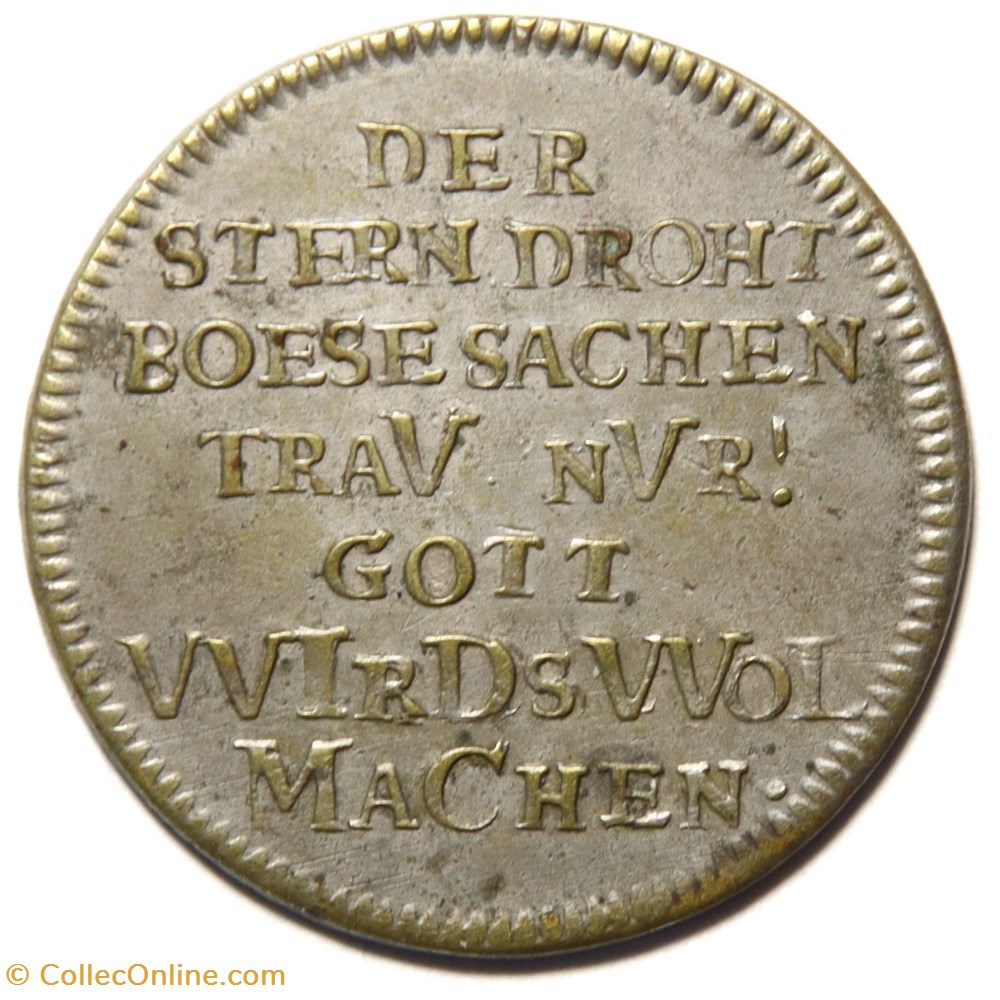 DER
STERN DROHT
BOESE SACHEN·
TRAV NVR!
GOTT
VVIRDS VVOL
MACHEN·
© CollecOnline.com